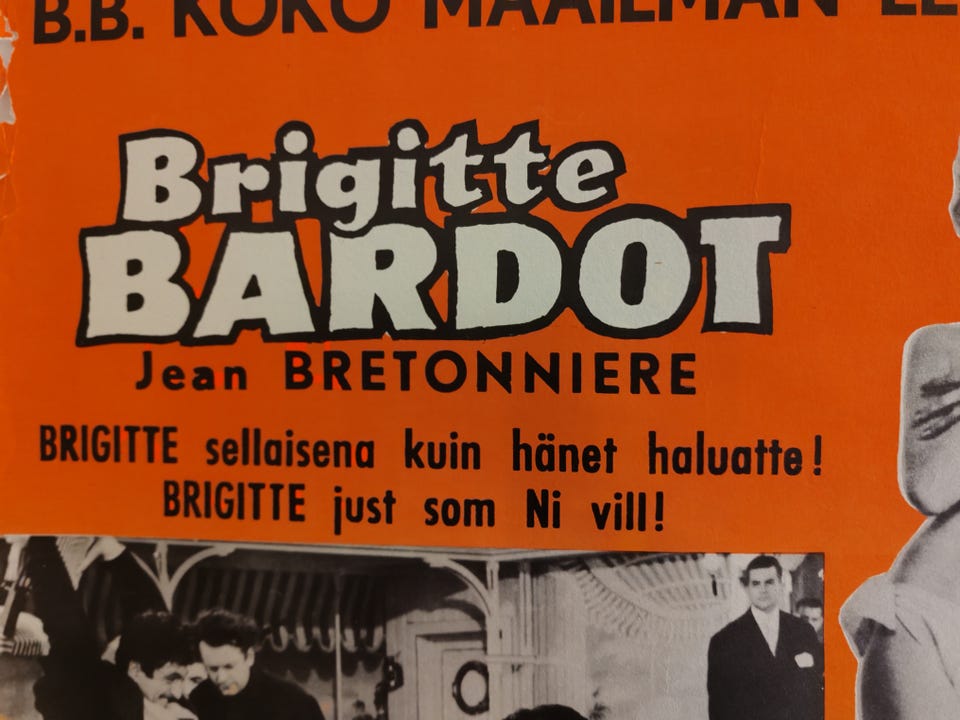 B.B. KOKO MAAILMAN
Brigitte
BARDOT
Jean BRETONNIERE
BRIGITTE sellaisena kuin hänet haluatte!
BRIGITTE just som Ni vill!